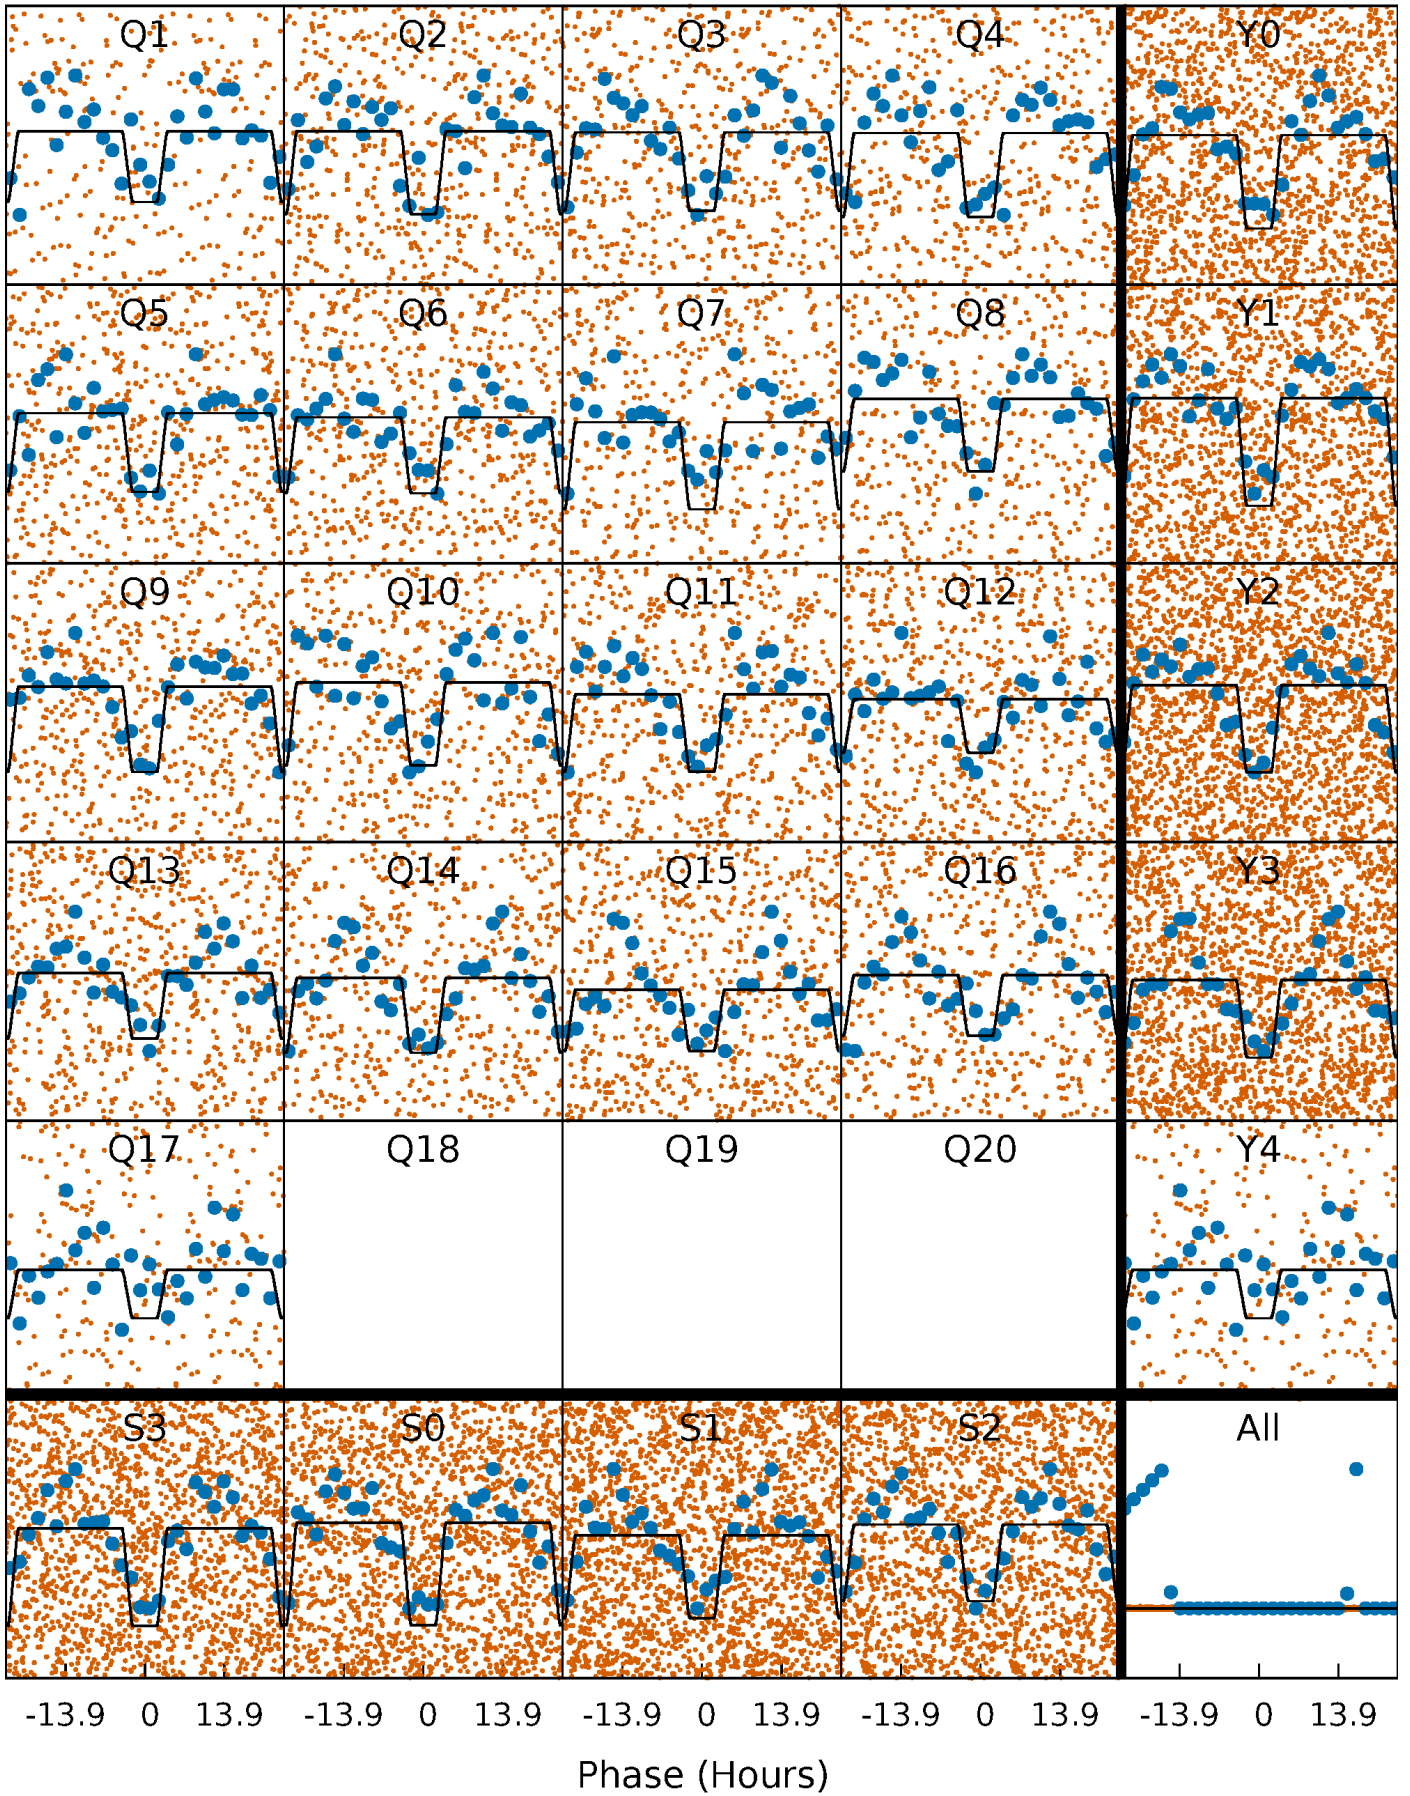 Q1 Q2 Q3 Q4 Y0
Q5 Q6 Q7 Q8 Y1
Q9 Q10 Q11 Q12 Y2
Q13 Q14 Q15 Q16 Y3
Q17 Q18 Q19 Q20 Y4
S3 S0 S1 S2 All
-13.9 0 13.9 -13.9 0 13.9 -13.9 0 13.9 -13.9 0 13.9 -13.9 0 13.9
Phase (Hours)